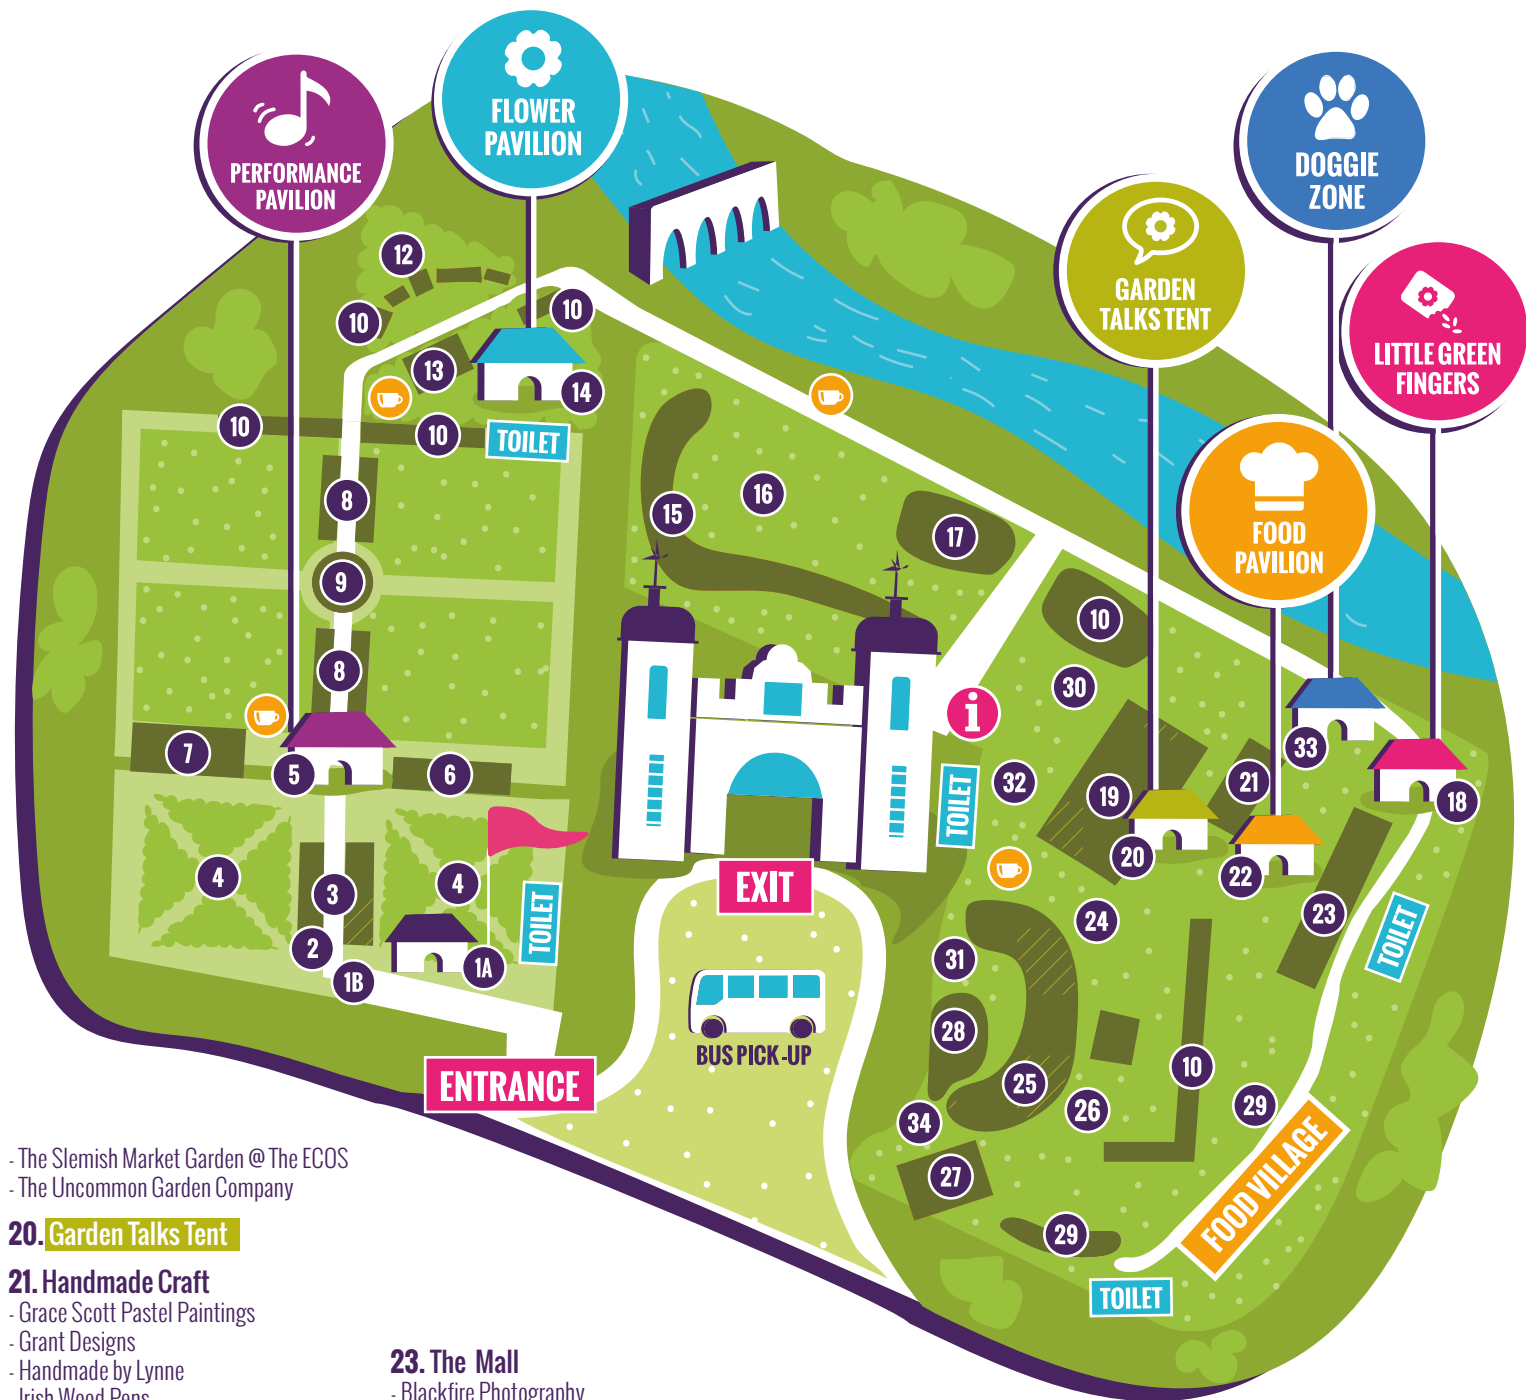 PERFORMANCE
PAVILION
FLOWER
PAVILION
DOGGIE
ZONE
GARDEN
TALKS TENT
LITTLE GREEN
FINGERS
FOOD
PAVILION
12
10
10
13
14
10
10
TOILET
8
9
8
7
5
6
4
3
4
2
1A
1B
TOILET
15
16
17
10
30
i
TOILET
32
19
20
21
22
33
18
23
TOILET
24
31
28
25
26
10
29
34
27
29
FOOD VILLAGE
TOILET
EXIT
BUS PICK-UP
ENTRANCE
- The Slemish Market Garden @ The ECOS
- The Uncommon Garden Company
20. Garden Talks Tent
21. Handmade Craft
- Grace Scott Pastel Paintings
- Grant Designs
- Handmade by Lynne
- Irish Wood Pens
23. The Mall
- Blackfire Photography